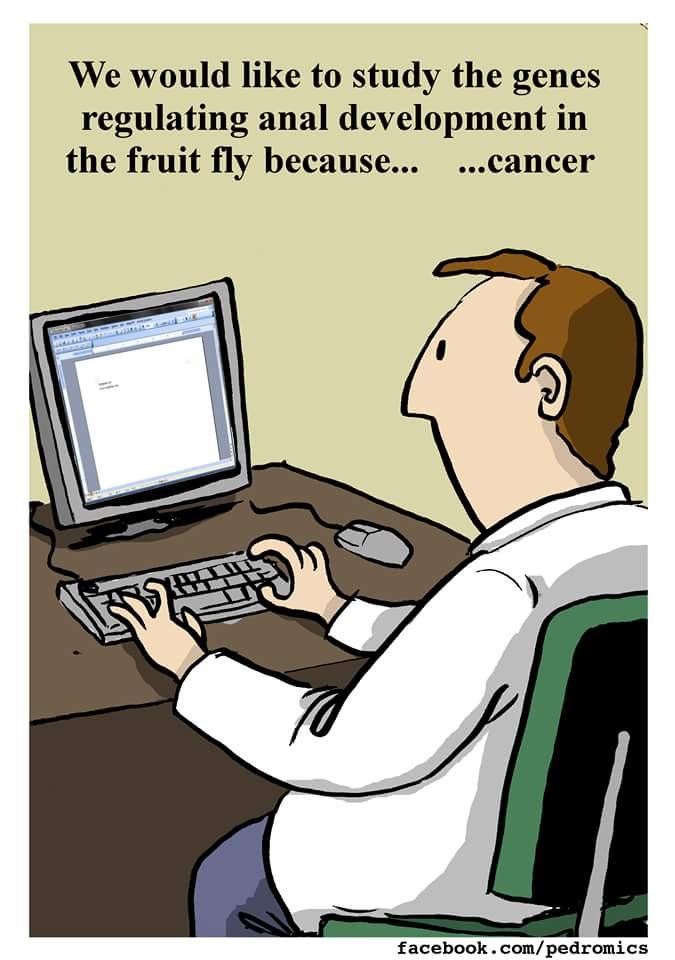 We would like to study the genes
regulating anal development in
the fruit fly because... ...cancer
facebook.com/pedromics